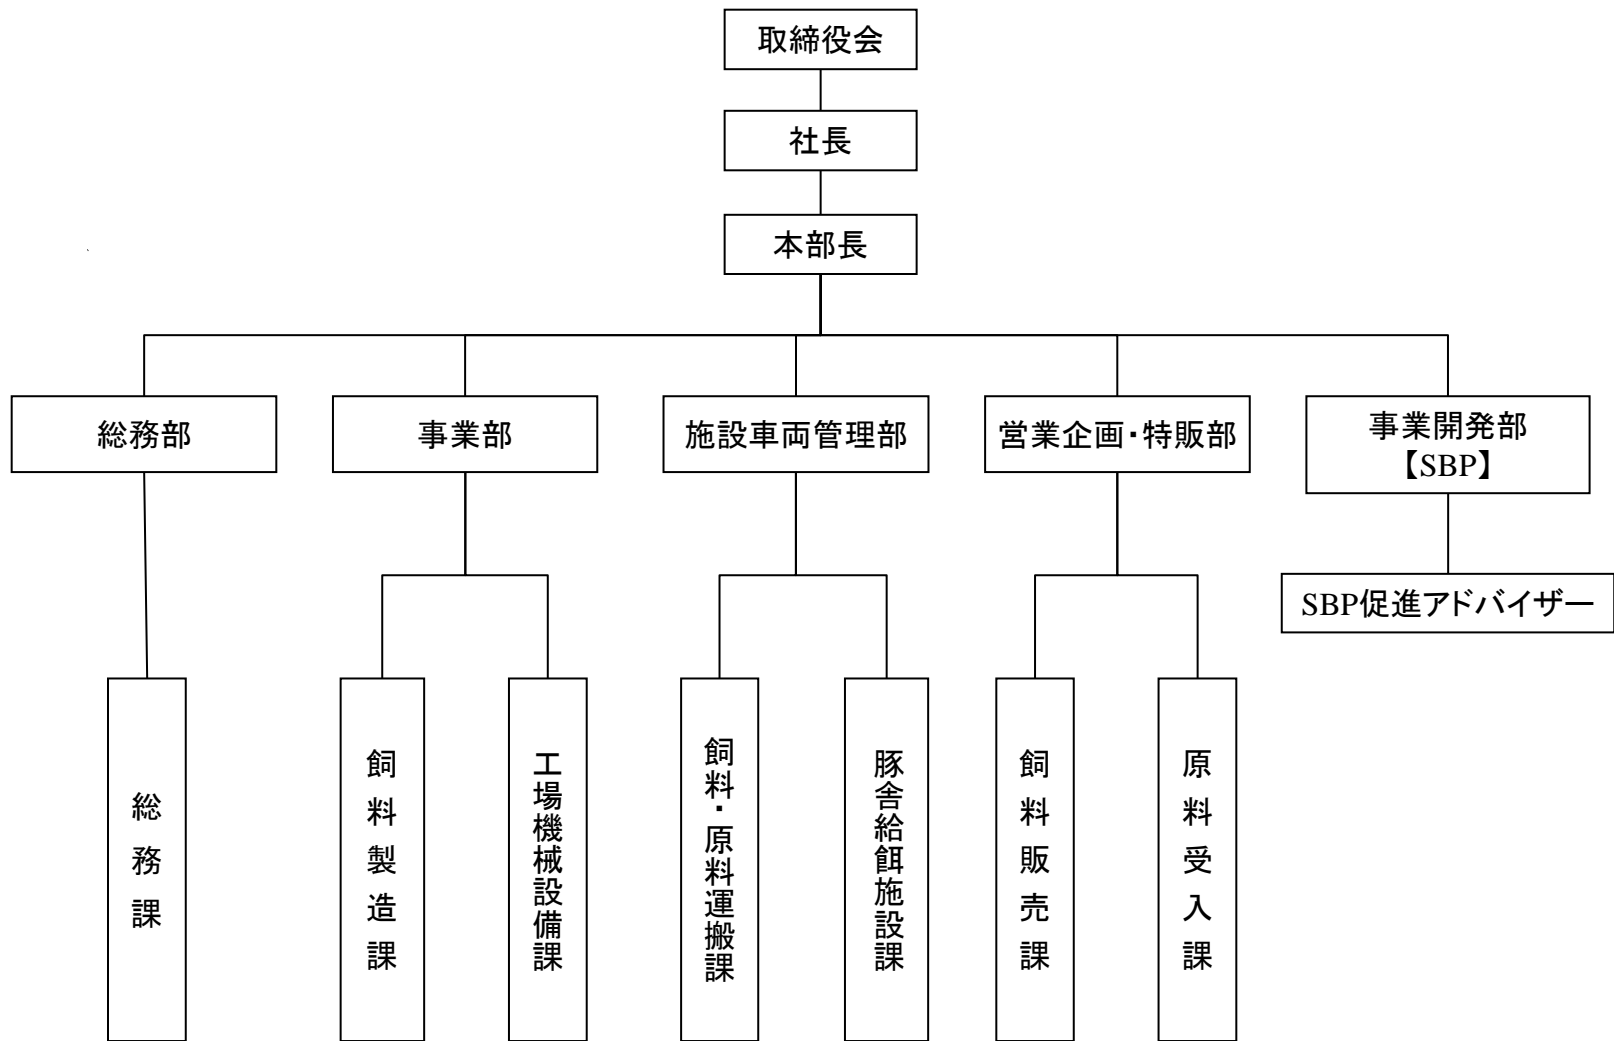 取締役会
社長
本部長
総務部
事業部
施設車両管理部
営業企画・特販部
事業開発部
【SBP】
SBP促進アドバイザー
総務課
飼料製造課
工場機械設備課
飼料・原料運搬課
豚舎給餌施設課
飼料販売課
原料受入課